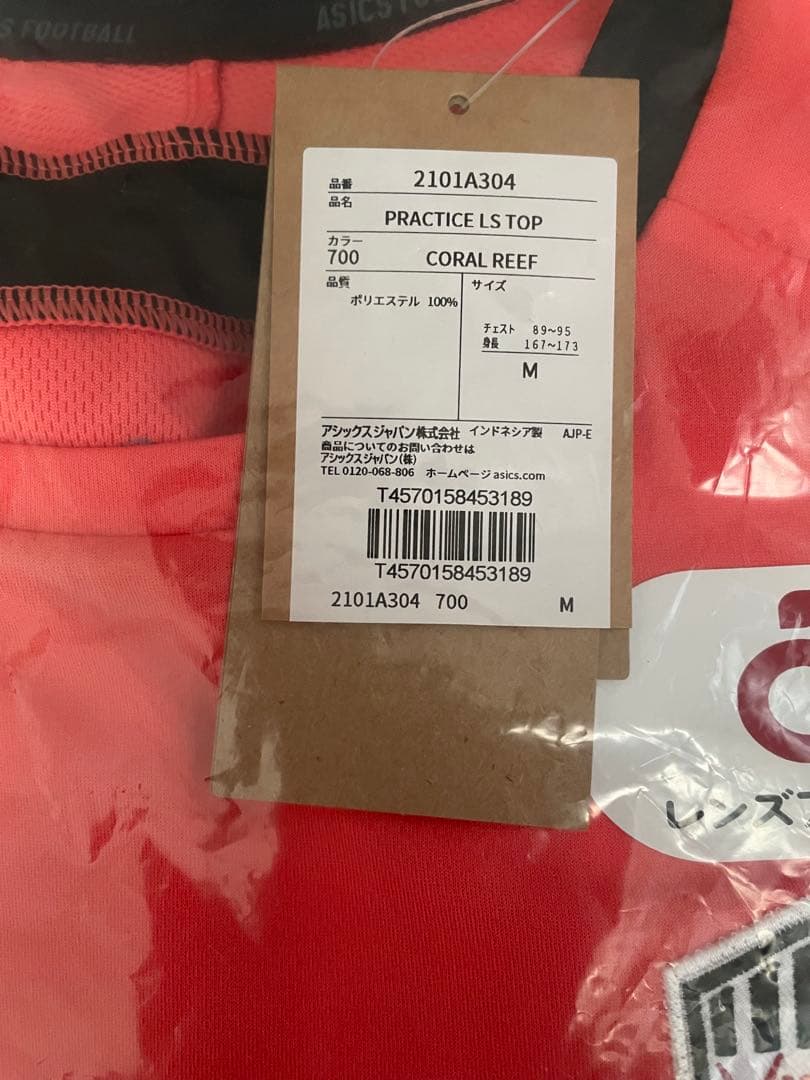 S FOOTBALL
ASICS FO
品番 2101A304
品名
PRACTICE LS TOP
カラー
700 CORAL REEF
品質 サイズ
ポリエステル 100%
チェスト 89~95
身長 167~173
M
アシックスジャパン株式会社 インドネシア製 AJP-E
商品についてのお問い合わせは
アシックスジャパン(株)
TEL 0120-068-806 ホームページ asics.com
T4570158453189
T4570158453189
2101A304 700 M
レンズ